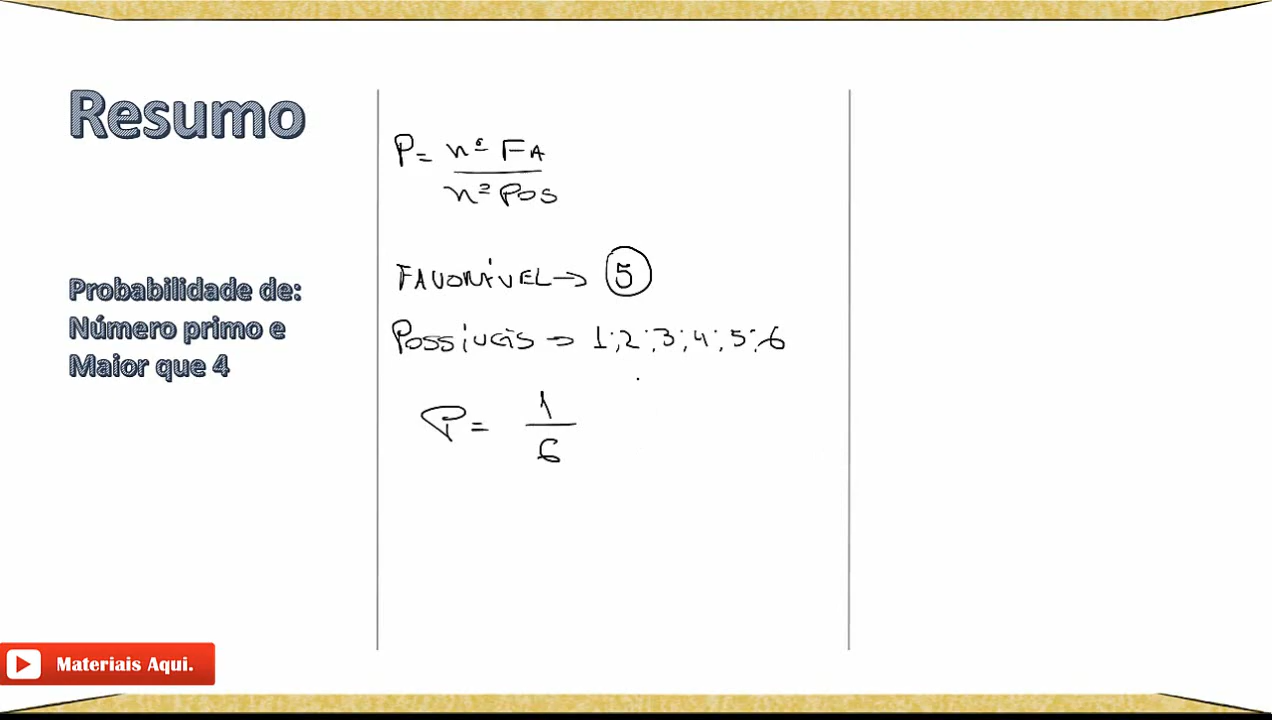 Resumo
Probabilidade de:
Número primo e
Maior que 4
P= nº FA
nº POS
FAVORÁVEL → 5
POSSÍVEIS → 1;2;3;4;5;6
P= 1
6
Materiais Aqui.